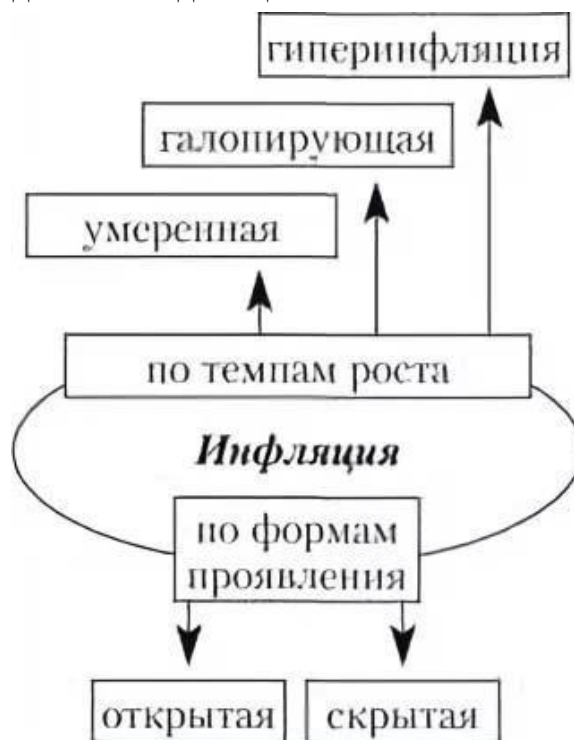 гиперинфляция
галопирующая
умеренная
по темпам роста
Инфляция
по формам
проявления
открытая
скрытая